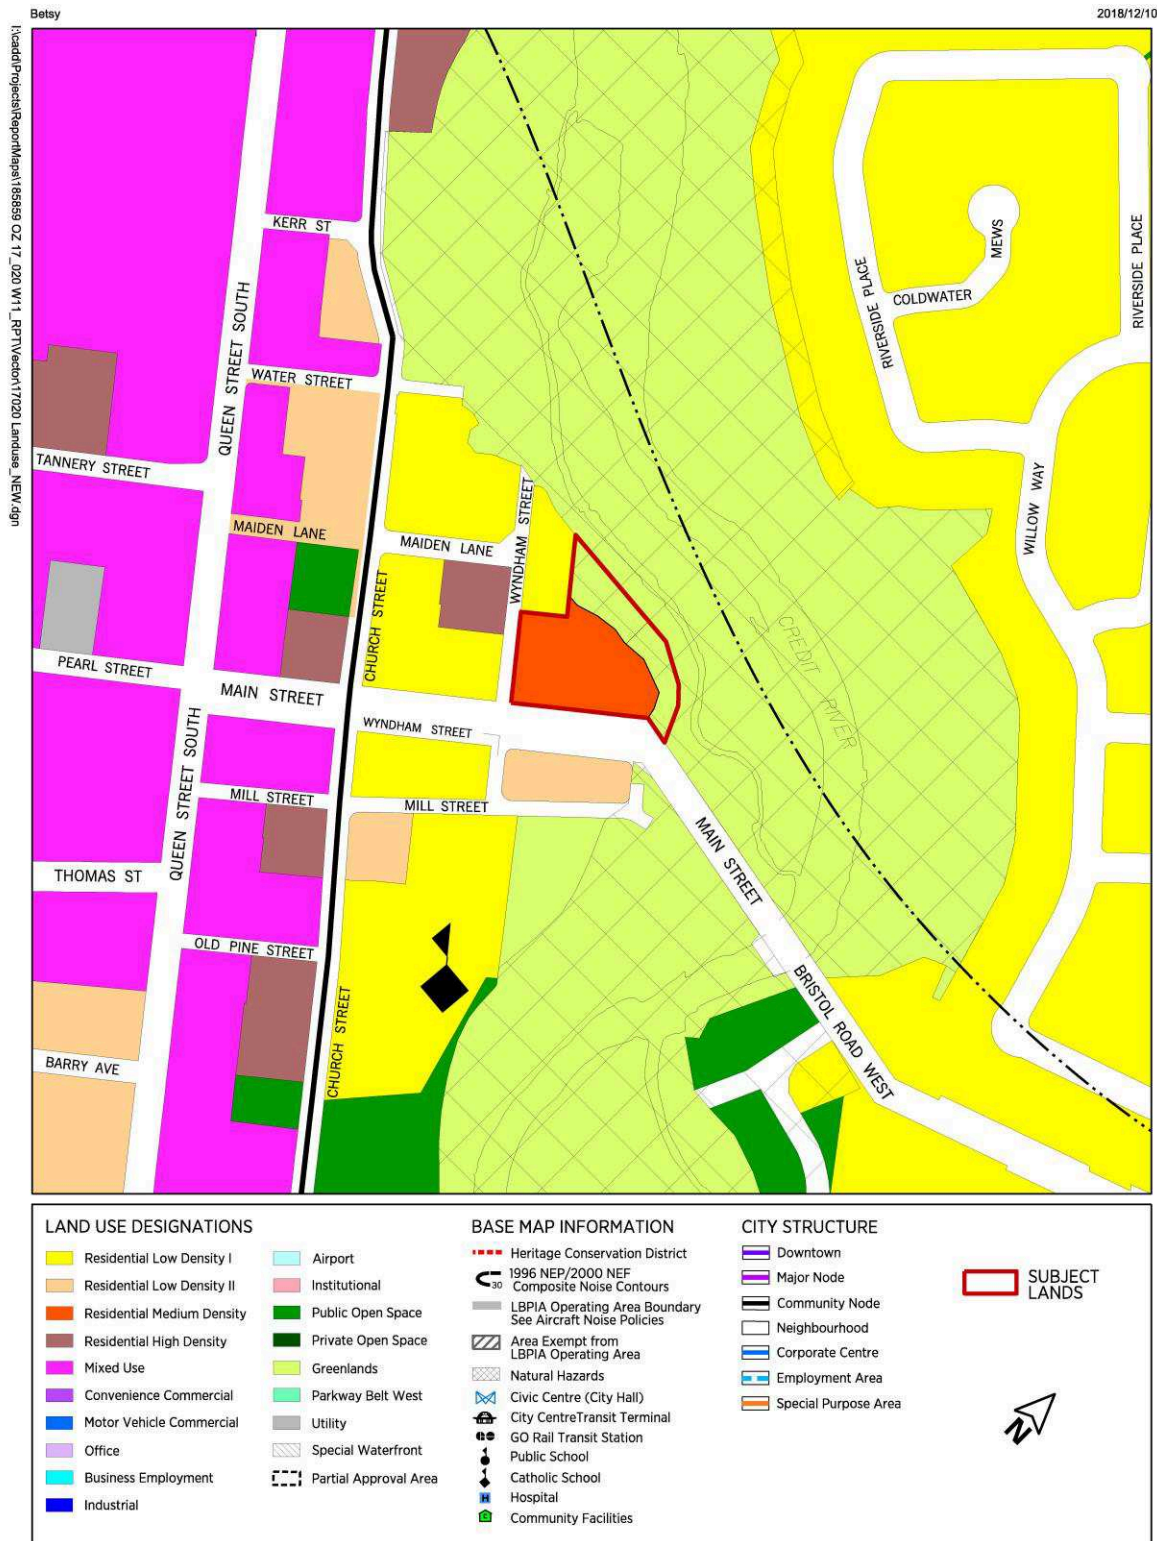 Betsy
2018/12/10
I:\cadd\Projects\ReportMaps\185859 OZ 17_020 W11_RPT\Vector\17020 Landuse_NEW.dgn
KERR ST
QUEEN STREET SOUTH
WATER STREET
TANNERY STREET
MAIDEN LANE
MAIDEN LANE
WYNDHAM STREET
CHURCH STREET
PEARL STREET
MAIN STREET
WYNDHAM STREET
QUEEN STREET SOUTH
MILL STREET
MILL STREET
THOMAS ST
OLD PINE STREET
BARRY AVE
CHURCH STREET
MAIN STREET
BRISTOL ROAD WEST
CREDIT RIVER
RIVERSIDE PLACE
COLDWATER
MEWS
RIVERSIDE PLACE
WILLOW WAY
LAND USE DESIGNATIONS
Residential Low Density I
Residential Low Density II
Residential Medium Density
Residential High Density
Mixed Use
Convenience Commercial
Motor Vehicle Commercial
Office
Business Employment
Industrial
Airport
Institutional
Public Open Space
Private Open Space
Greenlands
Parkway Belt West
Utility
Special Waterfront
Partial Approval Area
BASE MAP INFORMATION
Heritage Conservation District
1996 NEP/2000 NEF
Composite Noise Contours
30
LBPIA Operating Area Boundary
See Aircraft Noise Policies
Area Exempt from
LBPIA Operating Area
Natural Hazards
Civic Centre (City Hall)
City CentreTransit Terminal
GO Rail Transit Station
Public School
Catholic School
H Hospital
Community Facilities
CITY STRUCTURE
Downtown
Major Node
Community Node
Neighbourhood
Corporate Centre
Employment Area
Special Purpose Area
SUBJECT
LANDS
N